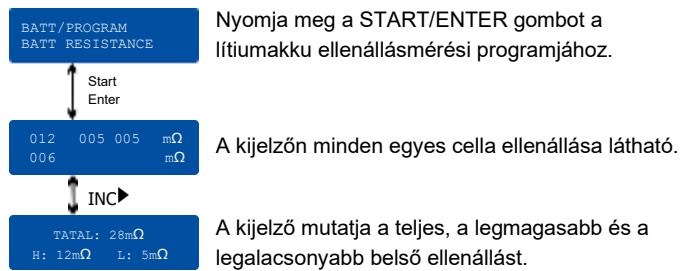 BATT/PROGRAM
BATT RESISTANCE
Nyomja meg a START/ENTER gombot a
lítiumakku ellenállásmérési programjához.
Start
Enter
012 005 005 mΩ
006 mΩ
A kijelzőn minden egyes cella ellenállása látható.
INC▶
TATAL: 28mΩ
H: 12mΩ L: 5mΩ
A kijelző mutatja a teljes, a legmagasabb és a
legalacsonyabb belső ellenállást.